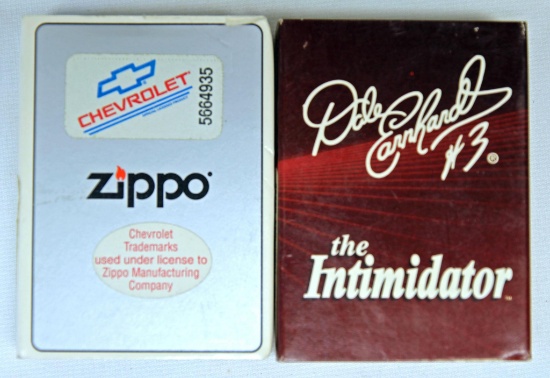 CHEVROLET
5664935
zippo
Chevrolet
Trademarks
used under license to
Zippo Manufacturing
Company
Dale
Earnhardt
#3
the
Intimidator